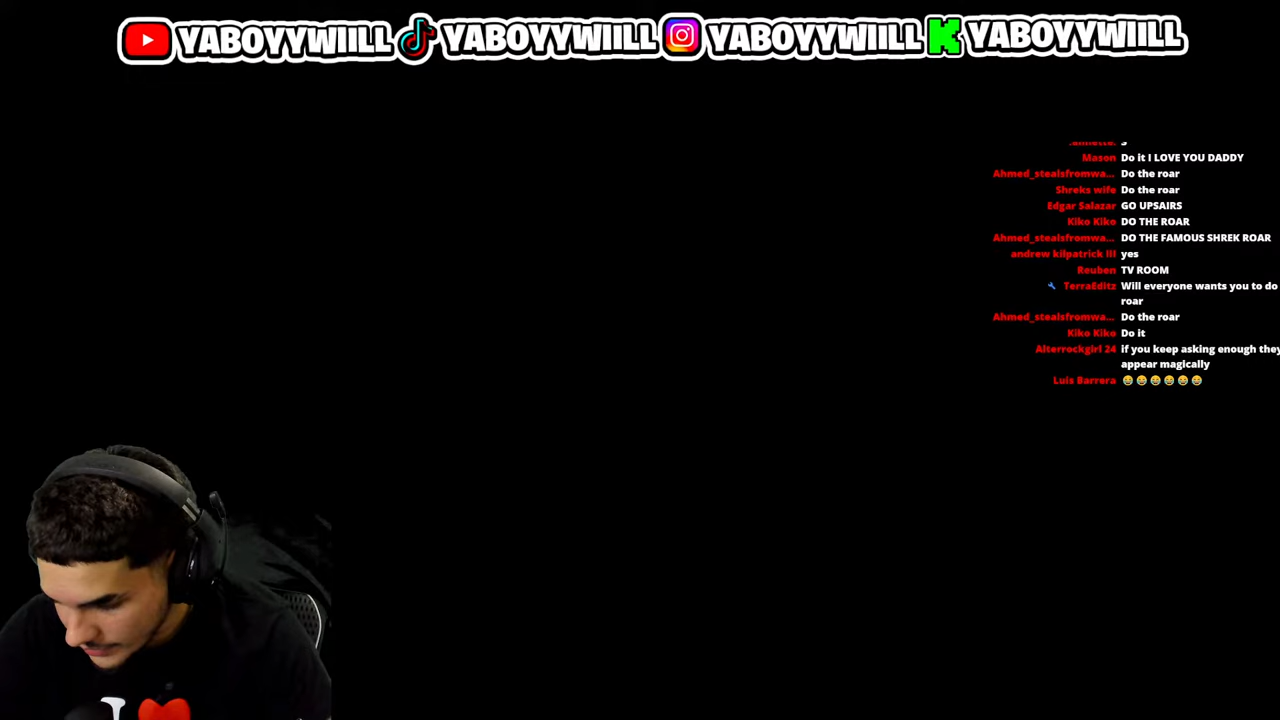 YABOYYWIILL YABOYYWIILL YABOYYWIILL YABOYYWIILL
Mason Do it I LOVE YOU DADDY
Ahmed_stealsfromwa... Do the roar
Shreks wife Do the roar
Edgar Salazar GO UPSAIRS
Kiko Kiko DO THE ROAR
Ahmed_stealsfromwa... DO THE FAMOUS SHREK ROAR
andrew kilpatrick III yes
Reuben TV ROOM
TerraEditz Will everyone wants you to do
roar
Ahmed_stealsfromwa... Do the roar
Kiko Kiko Do it
Alterrockgirl 24 if you keep asking enough they
appear magically
Luis Barrera 😂😂😂😂😂😂
I ❤